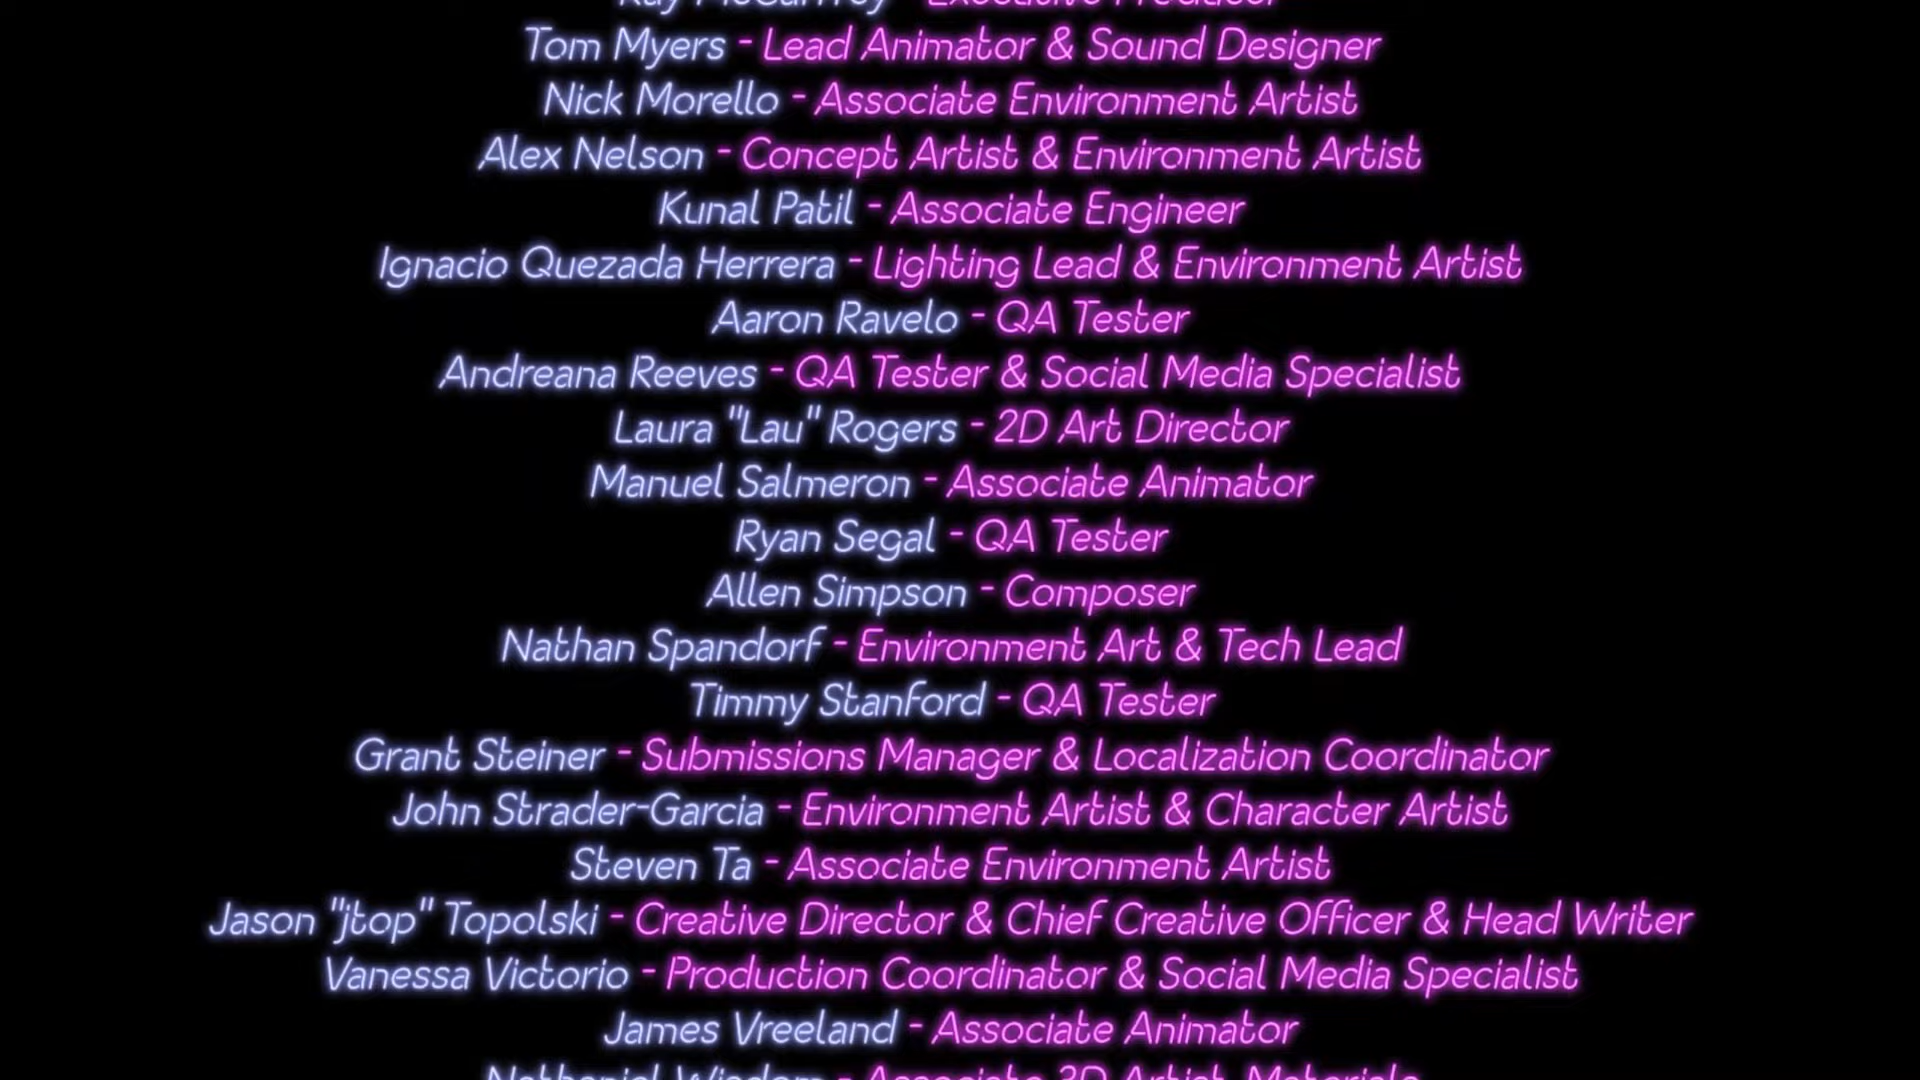 Ray McCaffrey - Executive Producer
Tom Myers - Lead Animator & Sound Designer
Nick Morello - Associate Environment Artist
Alex Nelson - Concept Artist & Environment Artist
Kunal Patil - Associate Engineer
Ignacio Quezada Herrera - Lighting Lead & Environment Artist
Aaron Ravelo - QA Tester
Andreana Reeves - QA Tester & Social Media Specialist
Laura "Lau" Rogers - 2D Art Director
Manuel Salmeron - Associate Animator
Ryan Segal - QA Tester
Allen Simpson - Composer
Nathan Spandorf - Environment Art & Tech Lead
Timmy Stanford - QA Tester
Grant Steiner - Submissions Manager & Localization Coordinator
John Strader-Garcia - Environment Artist & Character Artist
Steven Ta - Associate Environment Artist
Jason "jtop" Topolski - Creative Director & Chief Creative Officer & Head Writer
Vanessa Victorio - Production Coordinator & Social Media Specialist
James Vreeland - Associate Animator
Nathaniel Wisdom - Associate 3D Artist, Materials